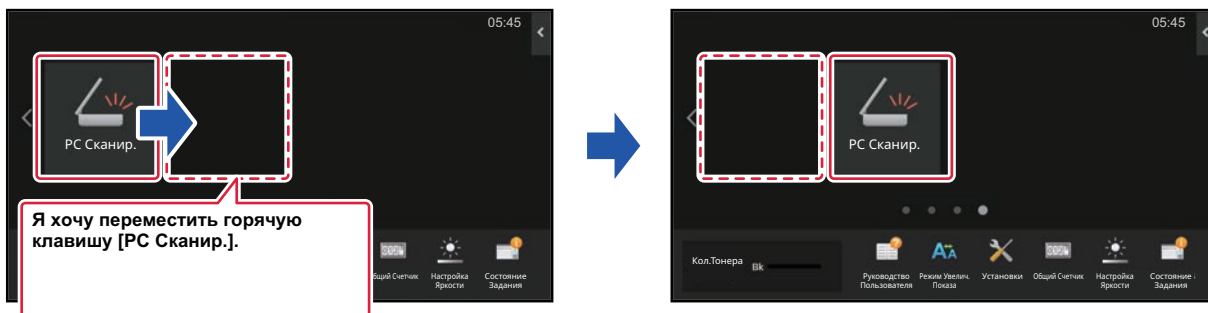 05:45
PC Сканир.
Я хочу переместить горячую
клавишу [PC Сканир.].
бщий Счетчик
Настройка
Яркости
Состояние
Задания
05:45
PC Сканир.
Кол.Тонера
Bk
Руководство
Пользователя
Режим Увелич.
Показа
Установки
Общий Счетчик
Настройка
Яркости
Состояние
Задания